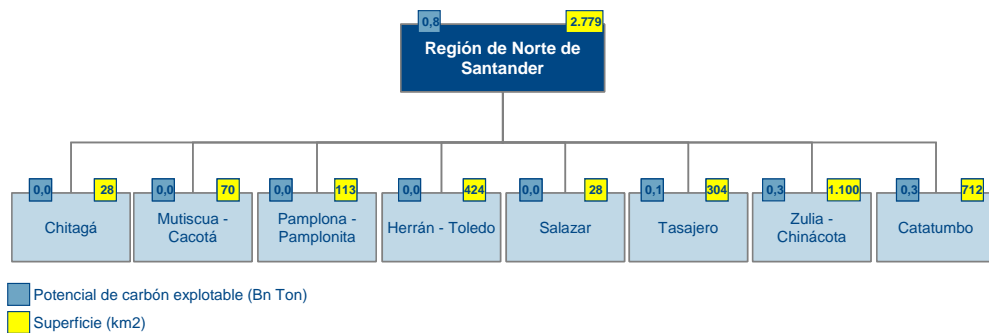 0,8 2.779
Región de Norte de
Santander
0,0 28
Chitagá
0,0 70
Mutiscua -
Cacotá
0,0 113
Pamplona -
Pamplonita
0,0 424
Herrán - Toledo
0,0 28
Salazar
0,1 304
Tasajero
0,3 1.100
Zulia -
Chinácota
0,3 712
Catatumbo
Potencial de carbón explotable (Bn Ton)
Superficie (km2)